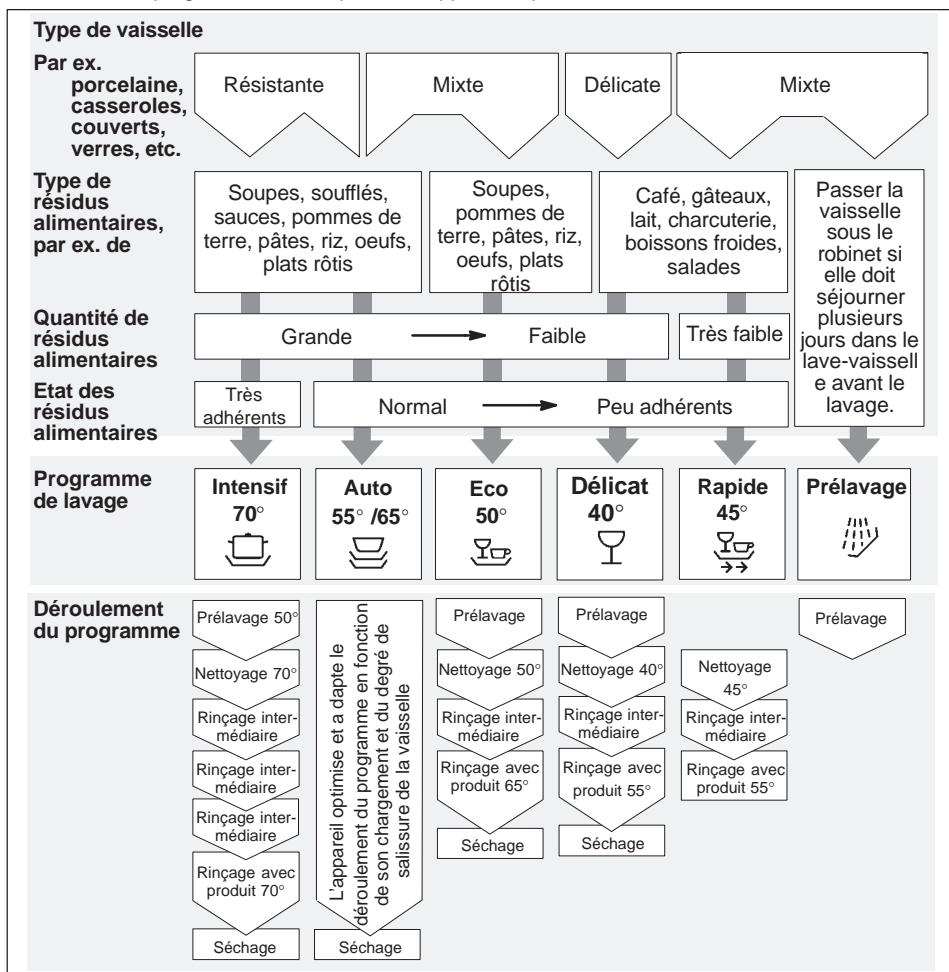 Type de vaisselle
Par ex.
porcelaine,
casseroles,
couverts,
verres, etc.
Résistante
Mixte
Délicate
Mixte
Type de
résidus
alimentaires,
par ex. de
Soupes, soufflés,
sauces, pommes de
terre, pâtes, riz, oeufs,
plats rôtis
Soupes,
pommes de
terre, pâtes, riz,
oeufs, plats
rôtis
Café, gâteaux,
lait, charcuterie,
boissons froides,
salades
Passer la
vaisselle
sous le
robinet si
elle doit
séjourner
plusieurs
jours dans le
lave-vaissell
e avant le
lavage.
Quantité de
résidus
alimentaires
Grande
Faible
Très faible
Etat des
résidus
alimentaires
Très
adhérents
Normal
Peu adhérents
Programme
de lavage
Intensif
70°
Auto
55° /65°
Eco
50°
Délicat
40°
Rapide
45°
Prélavage
Déroulement
du programme
Prélavage 50°
Nettoyage 70°
Rinçage inter-
médiaire
Rinçage inter-
médiaire
Rinçage inter-
médiaire
Rinçage avec
produit 70°
Séchage
L'appareil optimise et a dapte le
déroulement du programme en fonction
de son chargement et du degré de
salissure de la vaisselle
Séchage
Prélavage
Nettoyage 50°
Rinçage inter-
médiaire
Rinçage avec
produit 65°
Séchage
Prélavage
Nettoyage 40°
Rinçage inter-
médiaire
Rinçage avec
produit 55°
Séchage
Nettoyage
45°
Rinçage inter-
médiaire
Rinçage avec
produit 55°
Prélavage